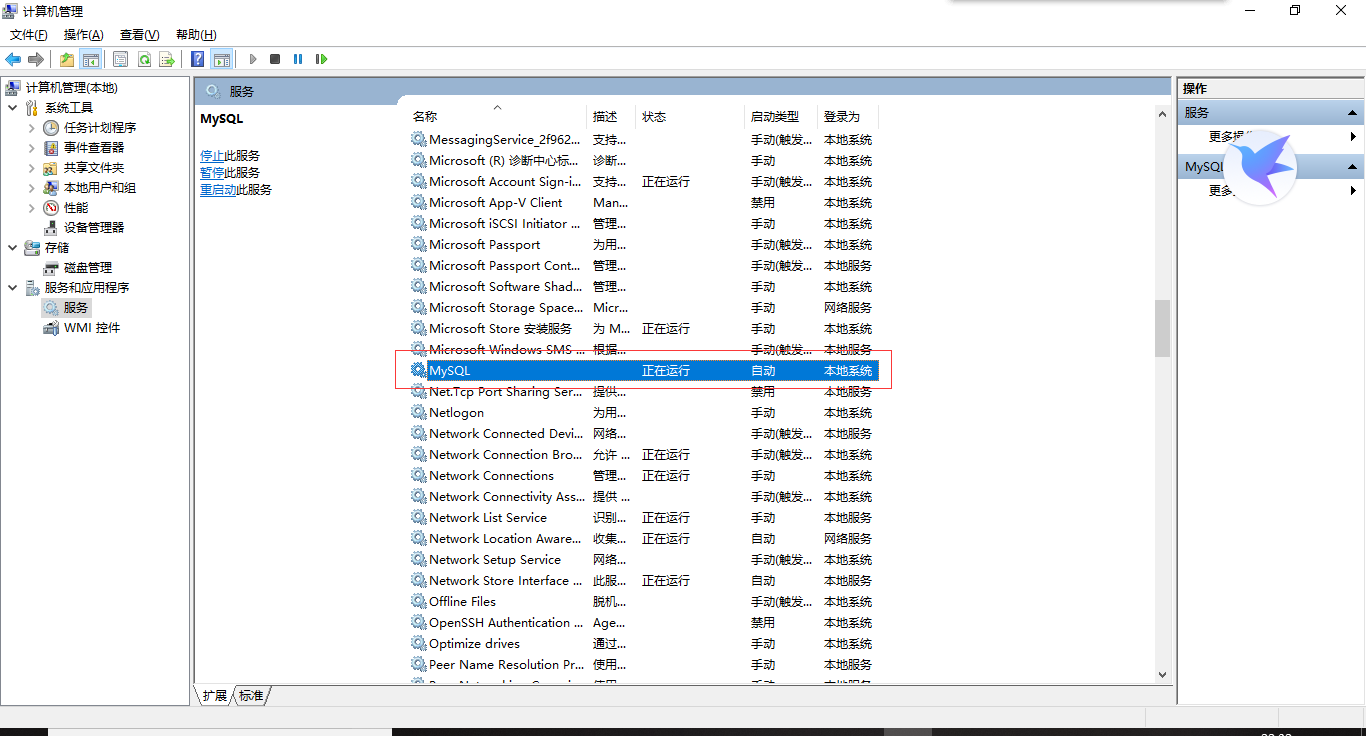 计算机管理
文件(F) 操作(A) 查看(V) 帮助(H)
计算机管理(本地)
系统工具
任务计划程序
事件查看器
共享文件夹
本地用户和组
性能
设备管理器
存储
磁盘管理
服务和应用程序
服务
WMI 控件
服务
MySQL
停止此服务
暂停此服务
重启动此服务
名称 描述 状态 启动类型 登录为
MessagingService_2f962... 支持... 手动(触发... 本地系统
Microsoft (R) 诊断中心标... 诊断... 手动 本地系统
Microsoft Account Sign-i... 支持... 正在运行 手动(触发... 本地系统
Microsoft App-V Client Man... 禁用 本地系统
Microsoft iSCSI Initiator ... 管理... 手动 本地系统
Microsoft Passport 为用... 手动(触发... 本地系统
Microsoft Passport Cont... 管理... 手动(触发... 本地服务
Microsoft Software Shad... 管理... 手动 本地系统
Microsoft Storage Space... Micr... 手动 网络服务
Microsoft Store 安装服务 为 M... 正在运行 手动 本地系统
Microsoft Windows SMS ... 根据... 手动(触发... 本地服务
MySQL 正在运行 自动 本地系统
Net.Tcp Port Sharing Ser... 提供... 禁用 本地服务
Netlogon 为用... 手动 本地系统
Network Connected Devi... 网络... 手动(触发... 本地服务
Network Connection Bro... 允许 ... 正在运行 手动(触发... 本地系统
Network Connections 管理... 正在运行 手动 本地系统
Network Connectivity Ass... 提供 ... 手动(触发... 本地系统
Network List Service 识别... 正在运行 手动 本地服务
Network Location Aware... 收集... 正在运行 自动 网络服务
Network Setup Service 网络... 手动(触发... 本地系统
Network Store Interface ... 此服... 正在运行 自动 本地服务
Offline Files 脱机... 手动(触发... 本地系统
OpenSSH Authentication ... Age... 禁用 本地系统
Optimize drives 通过... 手动 本地系统
Peer Name Resolution Pr... 使用... 手动 本地服务
扩展 标准
操作
服务
更多
MySQL
更多